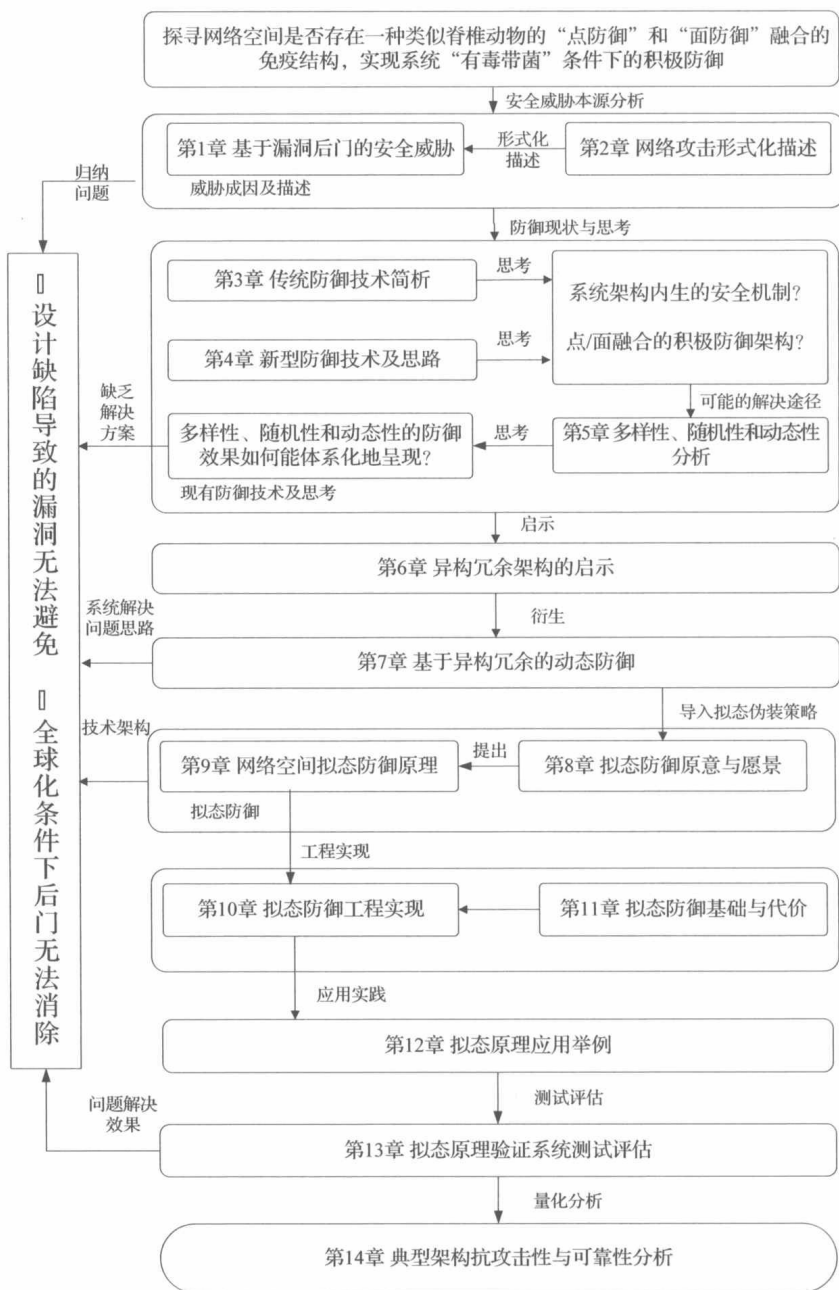 探寻网络空间是否存在一种类似脊椎动物的“点防御”和“面防御”融合的
免疫结构，实现系统“有毒带菌”条件下的积极防御
安全威胁本源分析
第1章 基于漏洞后门的安全威胁
形式化
描述
第2章 网络攻击形式化描述
威胁成因及描述
归纳
问题
防御现状与思考
第3章 传统防御技术简析
思考
系统架构内生的安全机制？
点/面融合的积极防御架构？
第4章 新型防御技术及思路
思考
可能的解决途径
缺乏
解决
方案
多样性、随机性和动态性的防御
效果如何能体系化地呈现？
思考
第5章 多样性、随机性和动态性
分析
现有防御技术及思考
设计缺陷导致的漏洞无法避免
全球化条件下后门无法消除
启示
第6章 异构冗余架构的启示
衍生
系统解决
问题思路
第7章 基于异构冗余的动态防御
导入拟态伪装策略
技术架构
第9章 网络空间拟态防御原理
提出
第8章 拟态防御原意与愿景
拟态防御
工程实现
第10章 拟态防御工程实现
第11章 拟态防御基础与代价
应用实践
第12章 拟态原理应用举例
测试评估
问题解决
效果
第13章 拟态原理验证系统测试评估
量化分析
第14章 典型架构抗攻击性与可靠性分析